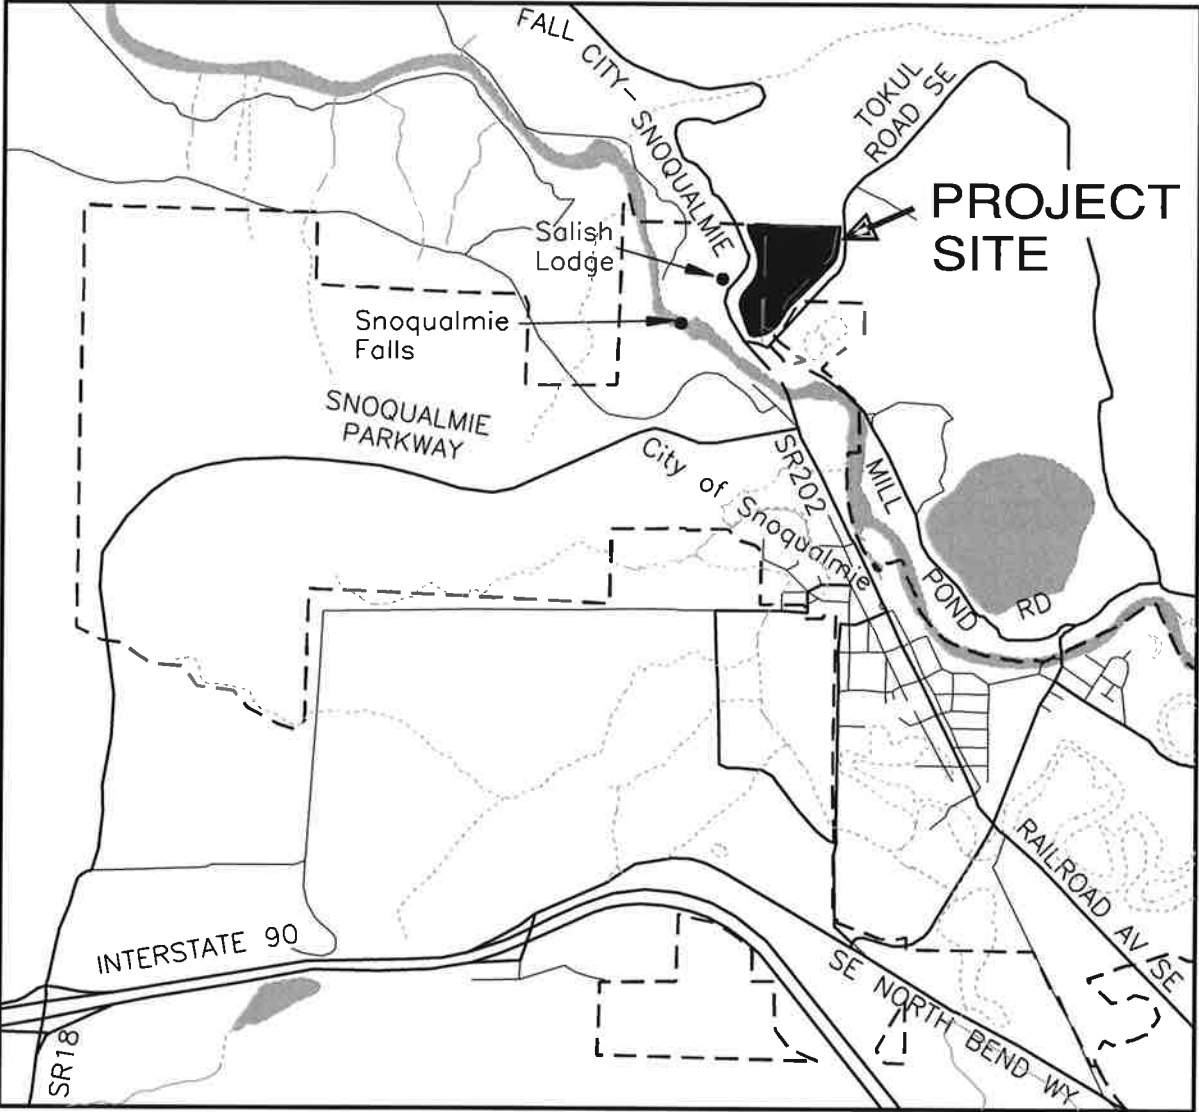 FALL CITY-SNOQUALMIE
TOKUL
ROAD SE
PROJECT
SITE
Salish
Lodge
Snoqualmie
Falls
SNOQUALMIE
PARKWAY
City of Snoqualmie
SR202
MILL POND RD
INTERSTATE 90
SR18
RAILROAD AV SE
SE NORTH BEND WY